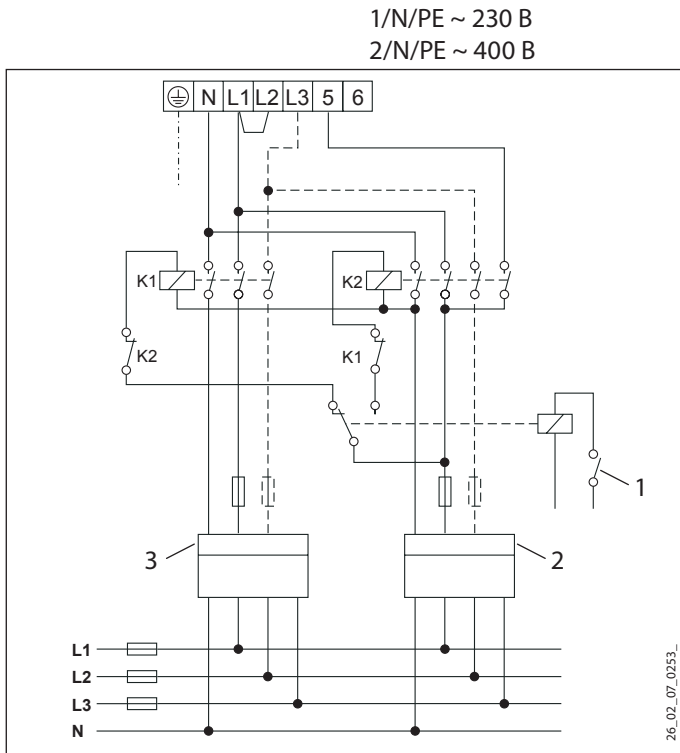 1/N/PE ~ 230 В
2/N/PE ~ 400 В
N L1 L2 L3 5 6
K1
K2
K2
K1
1
3
2
L1
L2
L3
N
26_02_07_0253_